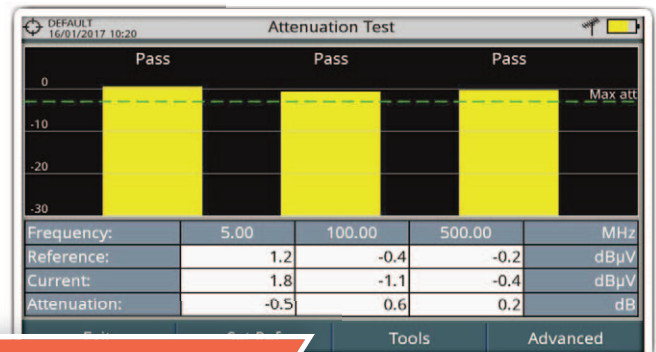 DEFAULT
16/01/2017 10:20
Attenuation Test
Pass Pass Pass
0
Max att
-10
-20
-30
Frequency: 5.00 100.00 500.00 MHz
Reference: 1.2 -0.4 -0.2 dBµV
Current: 1.8 -1.1 -0.4 dBµV
Attenuation: -0.5 0.6 0.2 dB
Tools Advanced